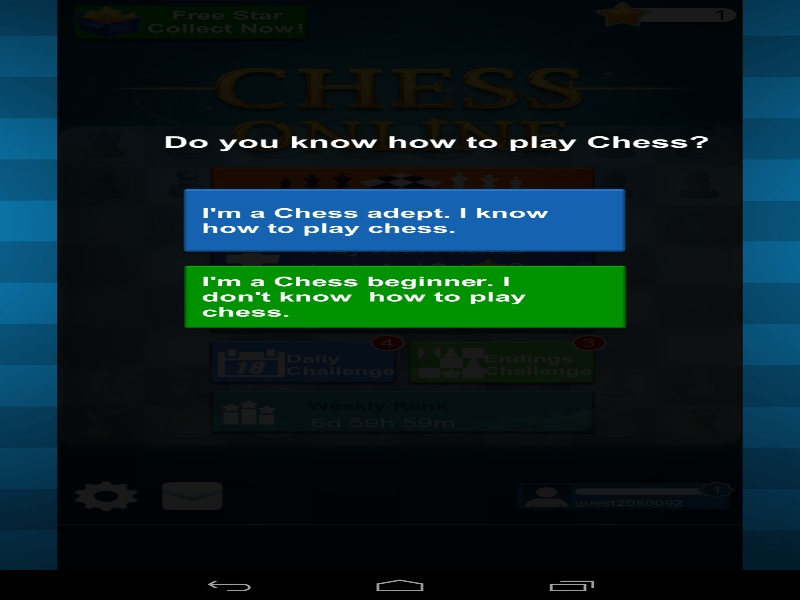 Free Star
Collect Now!
1
CHESS
ONLINE
Do you know how to play Chess?
I'm a Chess adept. I know
how to play chess.
I'm a Chess beginner. I
don't know how to play
chess.
4
3
18
Daily
Challenge
Endings
Challenge
Weekly Rank
6d 59h 59m
1
guest2050092